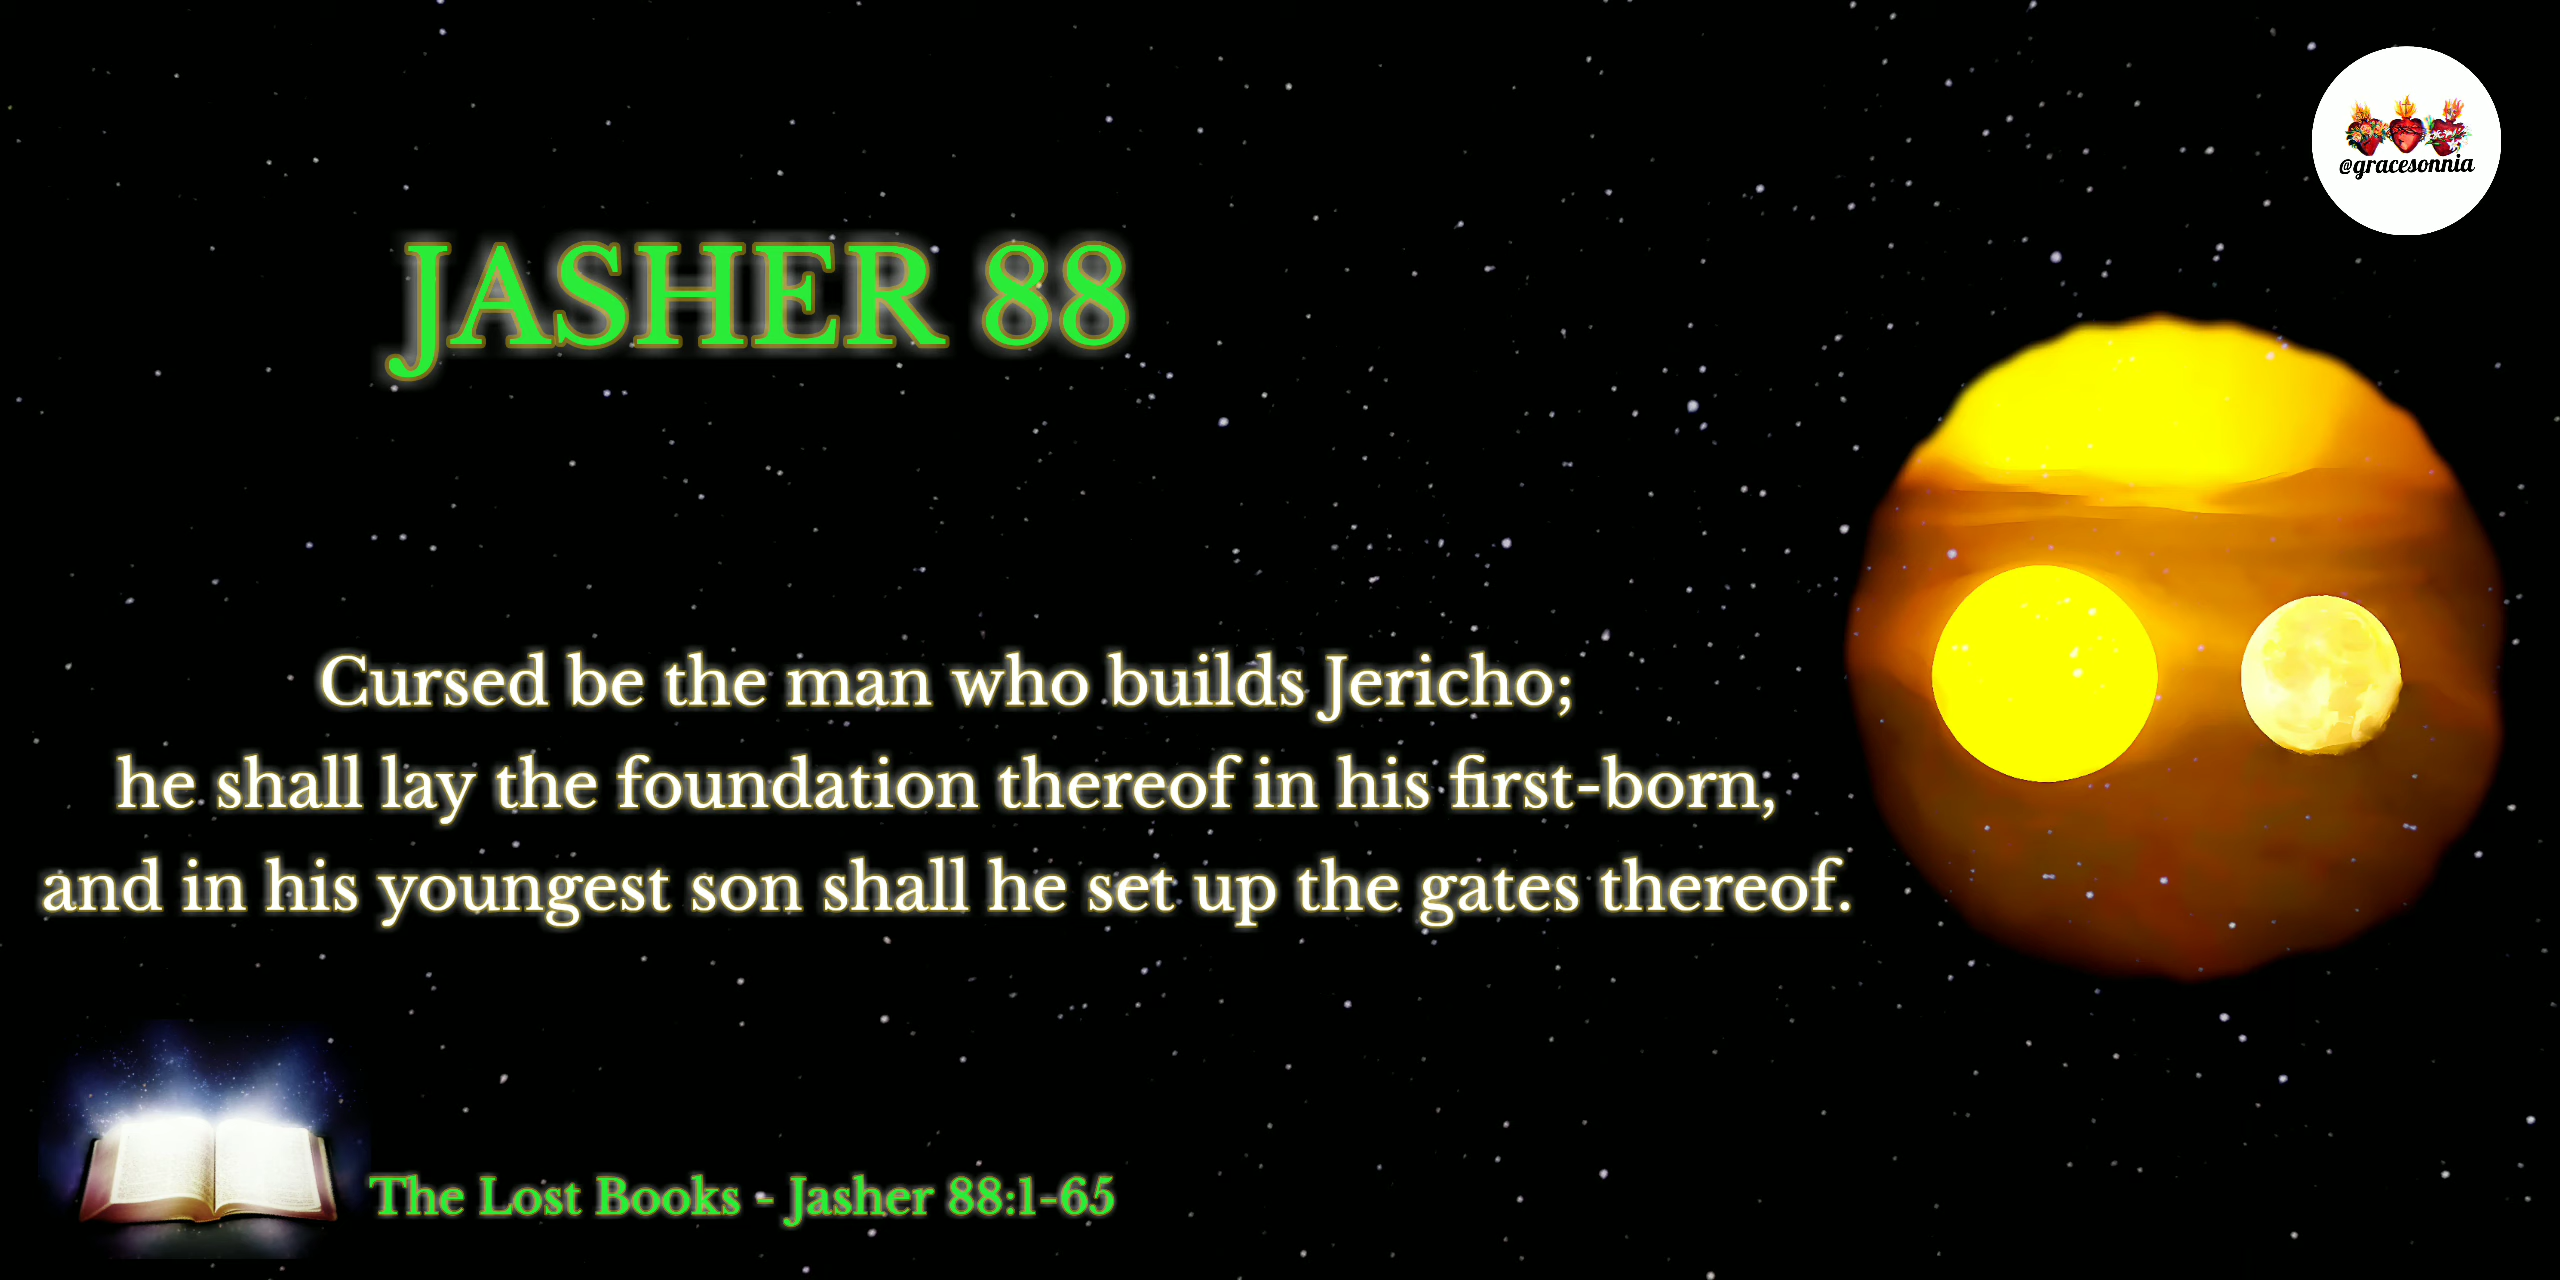 @gracesonnia
JASHER 88
Cursed be the man who builds Jericho;
he shall lay the foundation thereof in his first-born,
and in his youngest son shall he set up the gates thereof.
The Lost Books - Jasher 88:1-65